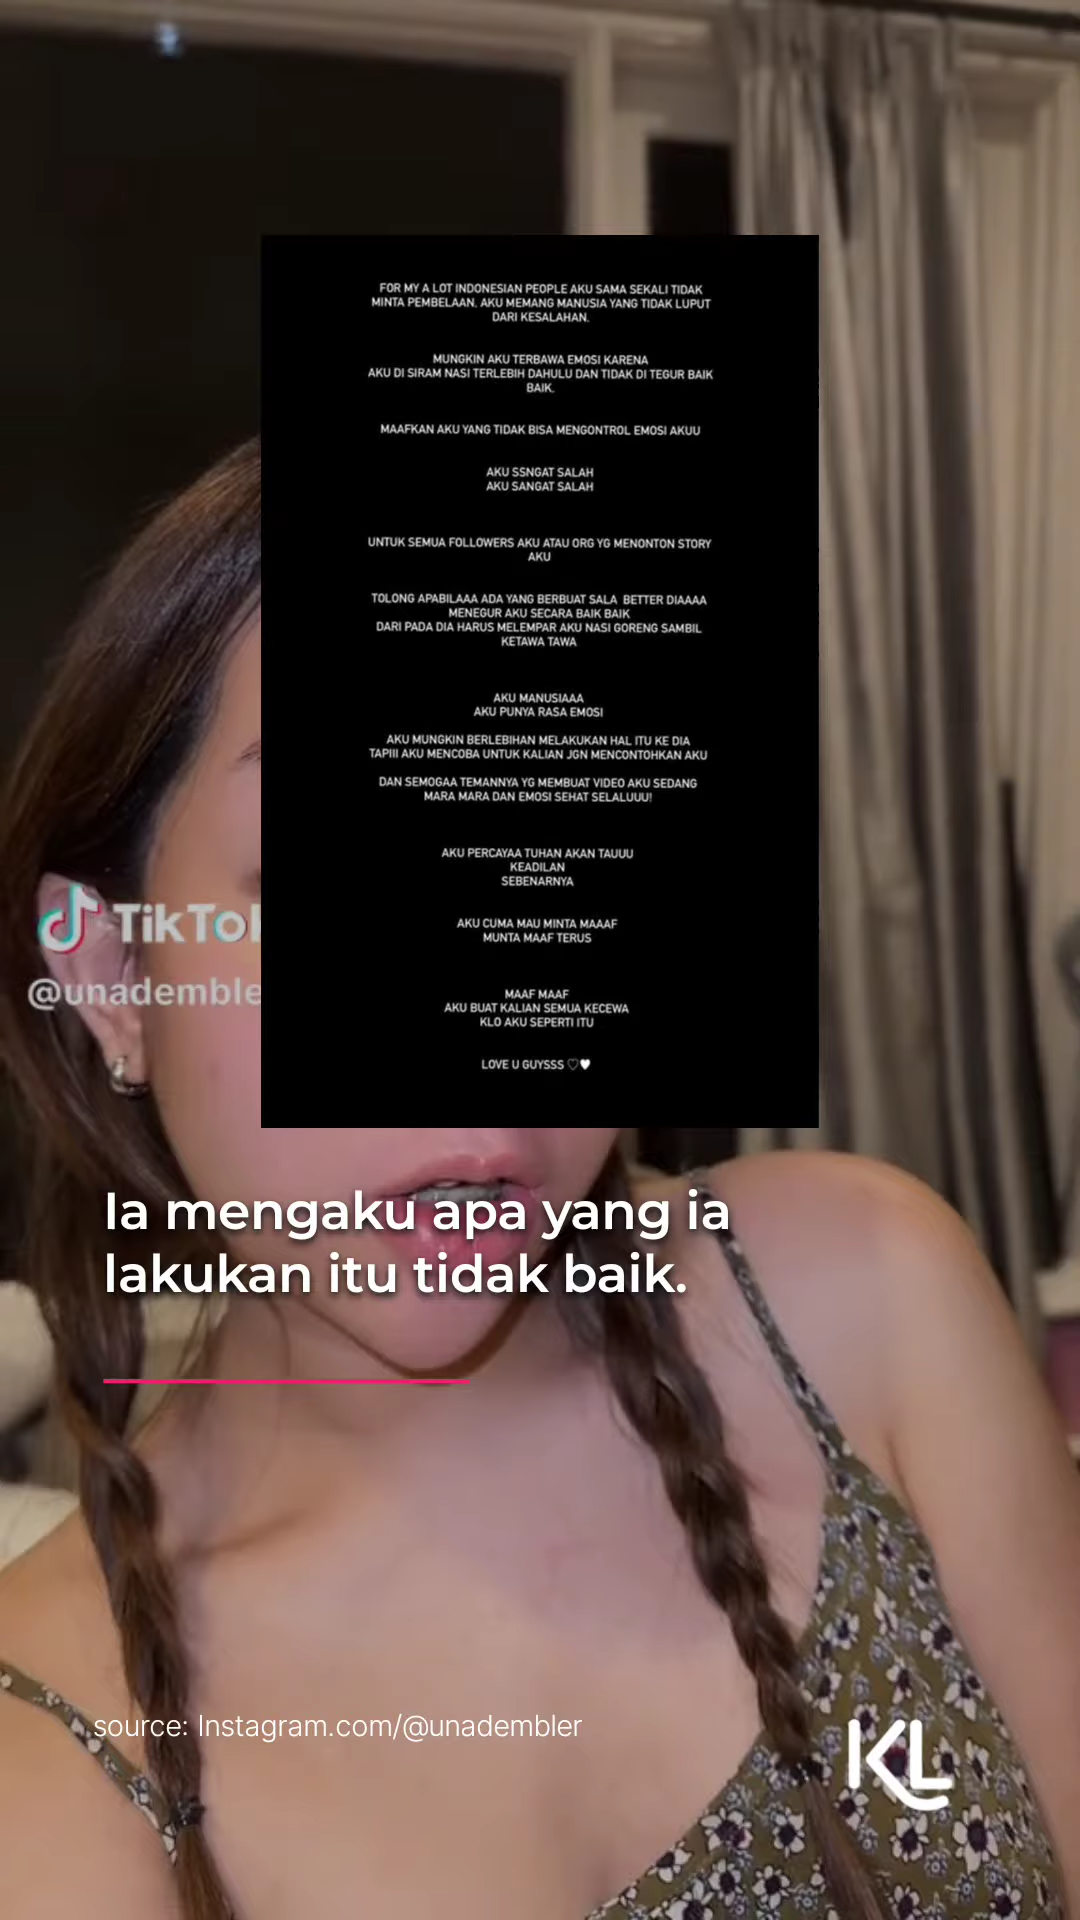 FOR MY A LOT INDONESIAN PEOPLE AKU SAMA SEKALI TIDAK
MINTA PEMBELAAN. AKU MEMANG MANUSIA YANG TIDAK LUPUT
DARI KESALAHAN.
MUNGKIN AKU TERBAWA EMOSI KARENA
AKU DI SIRAM NASI TERLEBIH DAHULU DAN TIDAK DI TEGUR BAIK
BAIK.
MAAFKAN AKU YANG TIDAK BISA MENGONTROL EMOSI AKUU
AKU SSNGAT SALAH
AKU SANGAT SALAH
UNTUK SEMUA FOLLOWERS AKU ATAU ORG YG MENONTON STORY
AKU
TOLONG APABILAAA ADA YANG BERBUAT SALA BETTER DIAAAA
MENEGUR AKU SECARA BAIK BAIK
DARI PADA DIA HARUS MELEMPAR AKU NASI GORENG SAMBIL
KETAWA TAWA
AKU MANUSIAAA
AKU PUNYA RASA EMOSI
AKU MUNGKIN BERLEBIHAN MELAKUKAN HAL ITU KE DIA
TAPIII AKU MENCOBA UNTUK KALIAN JGN MENCONTOHKAN AKU
DAN SEMOGAA TEMANNYA YG MEMBUAT VIDEO AKU SEDANG
MARA MARA DAN EMOSI SEHAT SELALUUU!
AKU PERCAYAA TUHAN AKAN TAUUU
KEADILAN
SEBENARNYA
AKU CUMA MAU MINTA MAAAF
MUNTA MAAF TERUS
MAAF MAAF
AKU BUAT KALIAN SEMUA KECEWA
KLO AKU SEPERTI ITU
LOVE U GUYSSS ♡♥
TikTok
@unadembler
Ia mengaku apa yang ia
lakukan itu tidak baik.
source: Instagram.com/@unadembler
KL